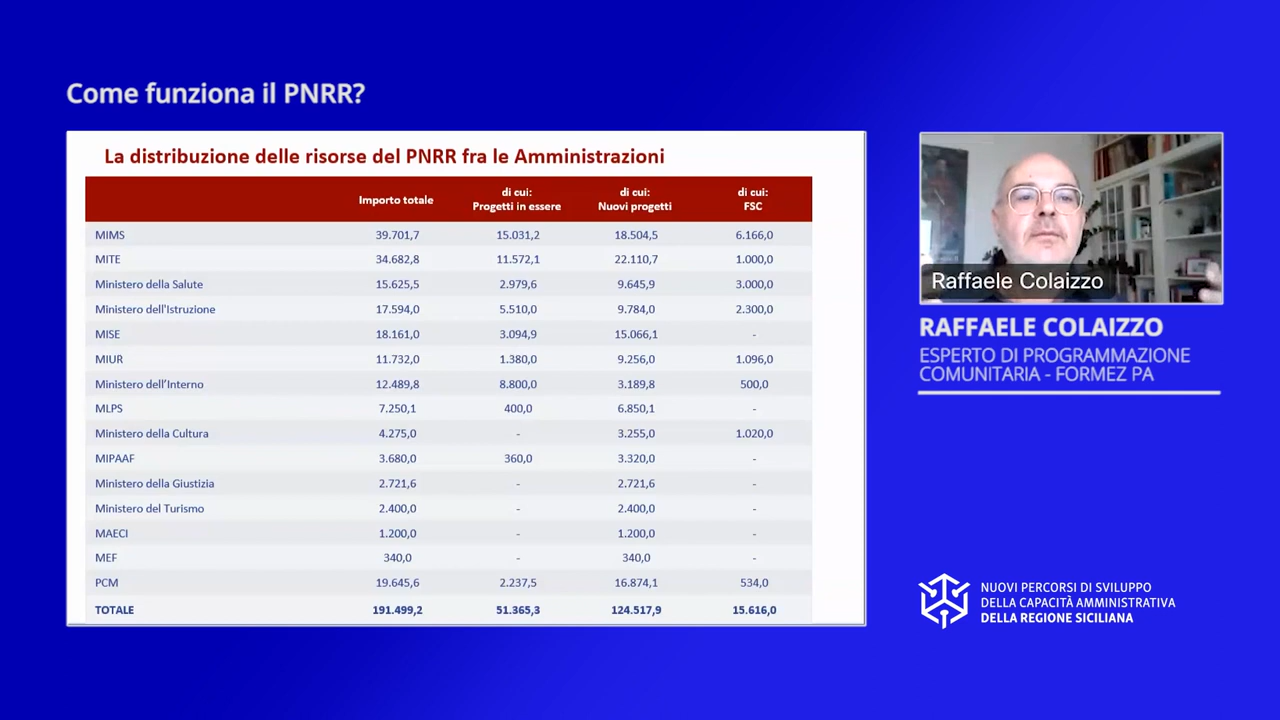 Come funziona il PNRR?
La distribuzione delle risorse del PNRR fra le Amministrazioni
Importo totale di cui: Progetti in essere di cui: Nuovi progetti di cui: FSC
MIMS 39.701,7 15.031,2 18.504,5 6.166,0
MITE 34.682,8 11.572,1 22.110,7 1.000,0
Ministero della Salute 15.625,5 2.979,6 9.645,9 3.000,0
Ministero dell'Istruzione 17.594,0 5.510,0 9.784,0 2.300,0
MISE 18.161,0 3.094,9 15.066,1 -
MIUR 11.732,0 1.380,0 9.256,0 1.096,0
Ministero dell'Interno 12.489,8 8.800,0 3.189,8 500,0
MLPS 7.250,1 400,0 6.850,1 -
Ministero della Cultura 4.275,0 - 3.255,0 1.020,0
MIPAAF 3.680,0 360,0 3.320,0 -
Ministero della Giustizia 2.721,6 - 2.721,6 -
Ministero del Turismo 2.400,0 - 2.400,0 -
MAECI 1.200,0 - 1.200,0 -
MEF 340,0 - 340,0 -
PCM 19.645,6 2.237,5 16.874,1 534,0
TOTALE 191.499,2 51.365,3 124.517,9 15.616,0
Raffaele Colaizzo
RAFFAELE COLAIZZO
ESPERTO DI PROGRAMMAZIONE
COMUNITARIA - FORMEZ PA
NUOVI PERCORSI DI SVILUPPO
DELLA CAPACITÀ AMMINISTRATIVA
DELLA REGIONE SICILIANA